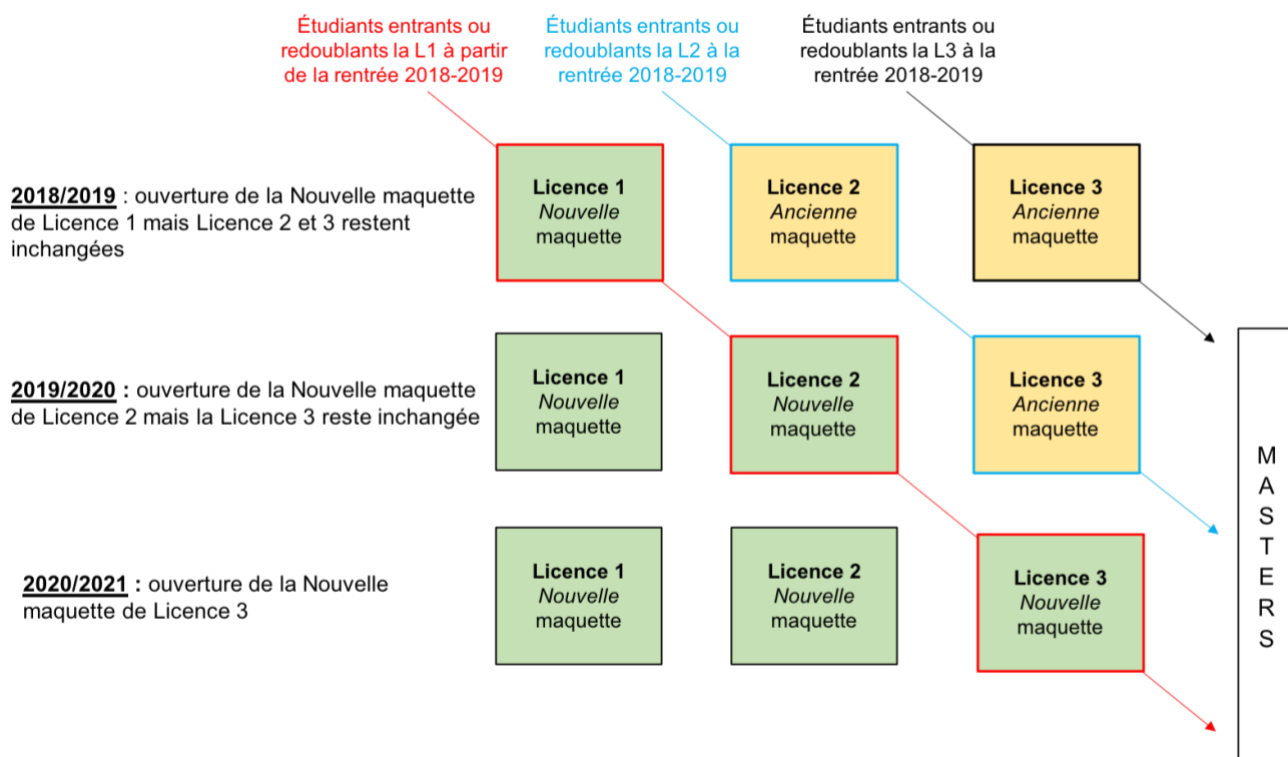 Étudiants entrants ou
redoublants la L1 à partir
de la rentrée 2018-2019
Étudiants entrants ou
redoublants la L2 à la
rentrée 2018-2019
Étudiants entrants ou
redoublants la L3 à la
rentrée 2018-2019
2018/2019 : ouverture de la Nouvelle maquette
de Licence 1 mais Licence 2 et 3 restent
inchangées
Licence 1
Nouvelle
maquette
Licence 2
Ancienne
maquette
Licence 3
Ancienne
maquette
2019/2020 : ouverture de la Nouvelle maquette
de Licence 2 mais la Licence 3 reste inchangée
Licence 1
Nouvelle
maquette
Licence 2
Nouvelle
maquette
Licence 3
Ancienne
maquette
2020/2021 : ouverture de la Nouvelle
maquette de Licence 3
Licence 1
Nouvelle
maquette
Licence 2
Nouvelle
maquette
Licence 3
Nouvelle
maquette
M
A
S
T
E
R
S